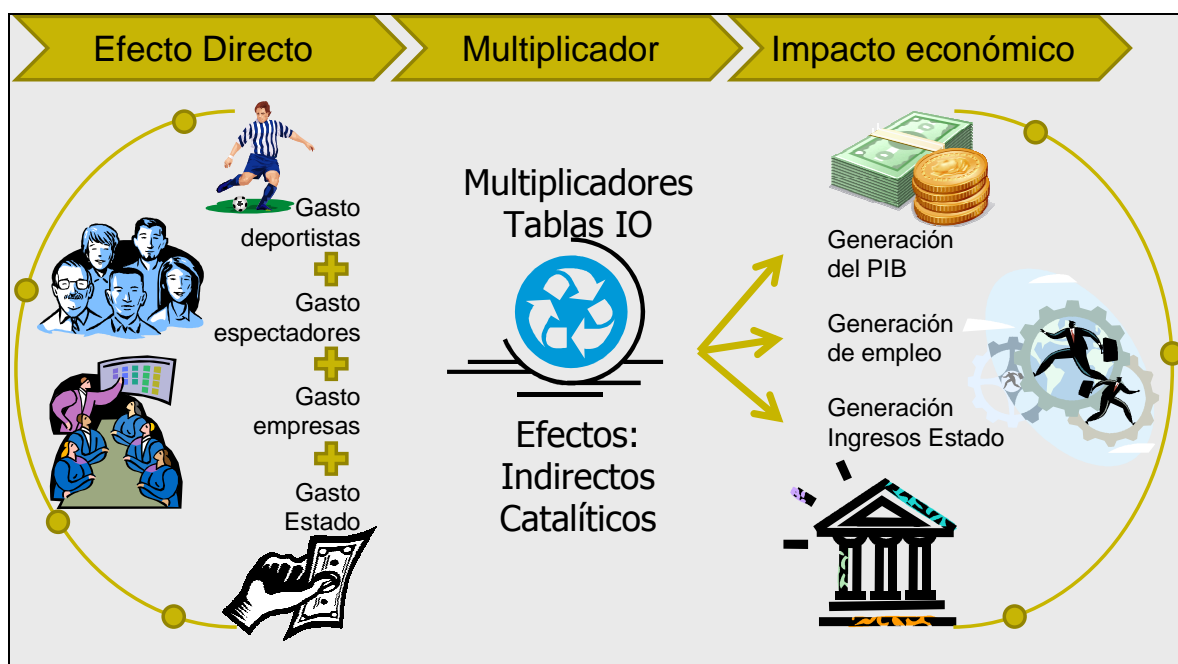 Efecto Directo
Multiplicador
Impacto económico
Gasto
deportistas
Gasto
espectadores
Gasto
empresas
Gasto
Estado
Multiplicadores
Tablas IO
Efectos:
Indirectos
Catalíticos
Generación
del PIB
Generación
de empleo
Generación
Ingresos Estado